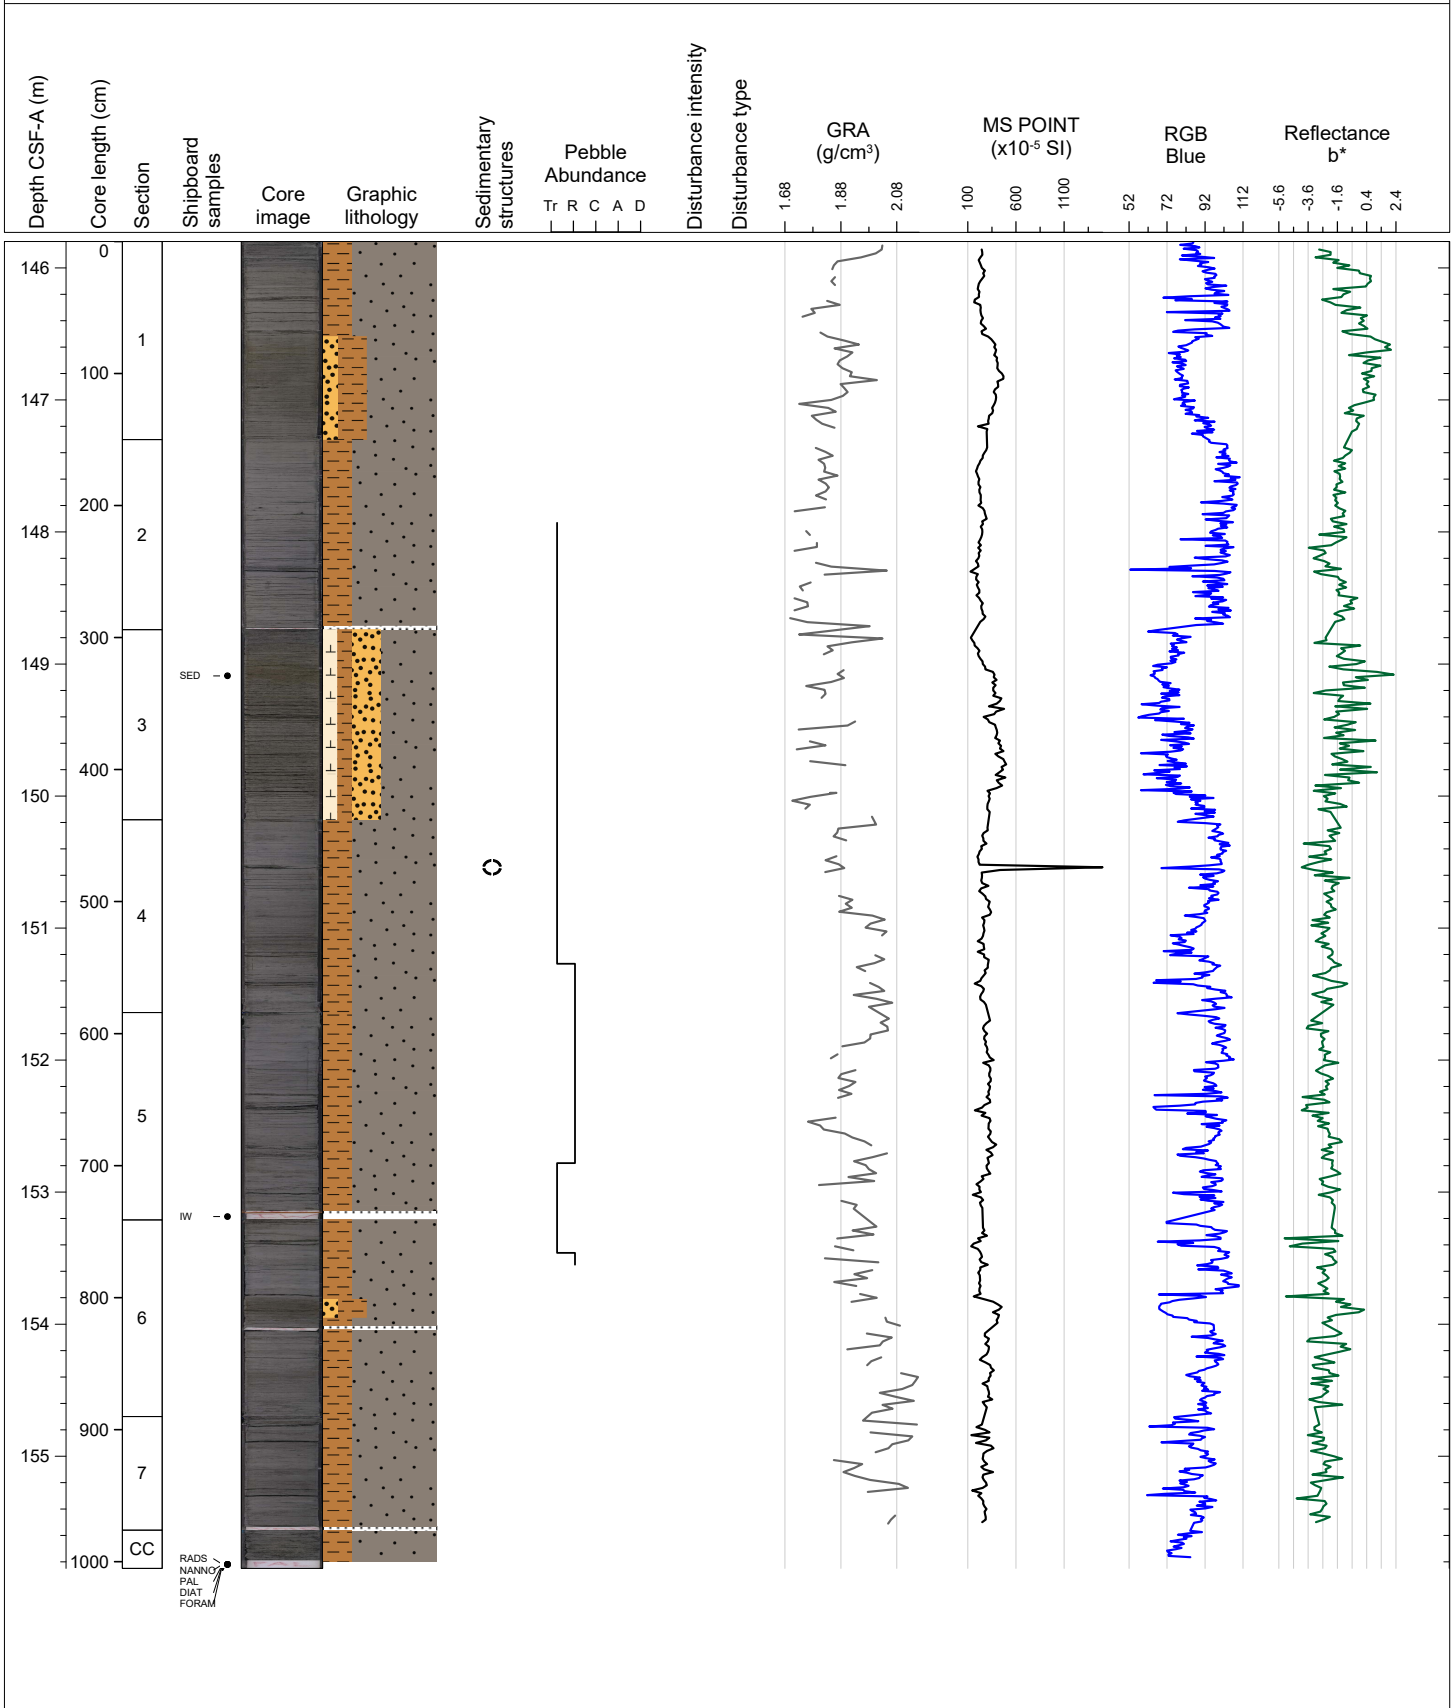 Depth CSF-A (m)
Core length (cm)
Section
Shipboard
samples
Core
image
Graphic
lithology
Sedimentary
structures
Pebble
Abundance
Tr R C A D
Disturbance intensity
Disturbance type
GRA
(g/cm³)
1.68 1.88 2.08
MS POINT
(x10⁻⁵ SI)
100 600 1100
RGB
Blue
52 72 92 112
Reflectance
b*
-5.6 -3.6 -1.6 0.4 2.4
0
146
1
100
147
200
148
2
300
149
SED
3
400
150
500
151
4
600
152
5
700
153
IW
800
154
6
900
155
7
CC
1000
RADS
NANNO
PAL
DIAT
FORAM